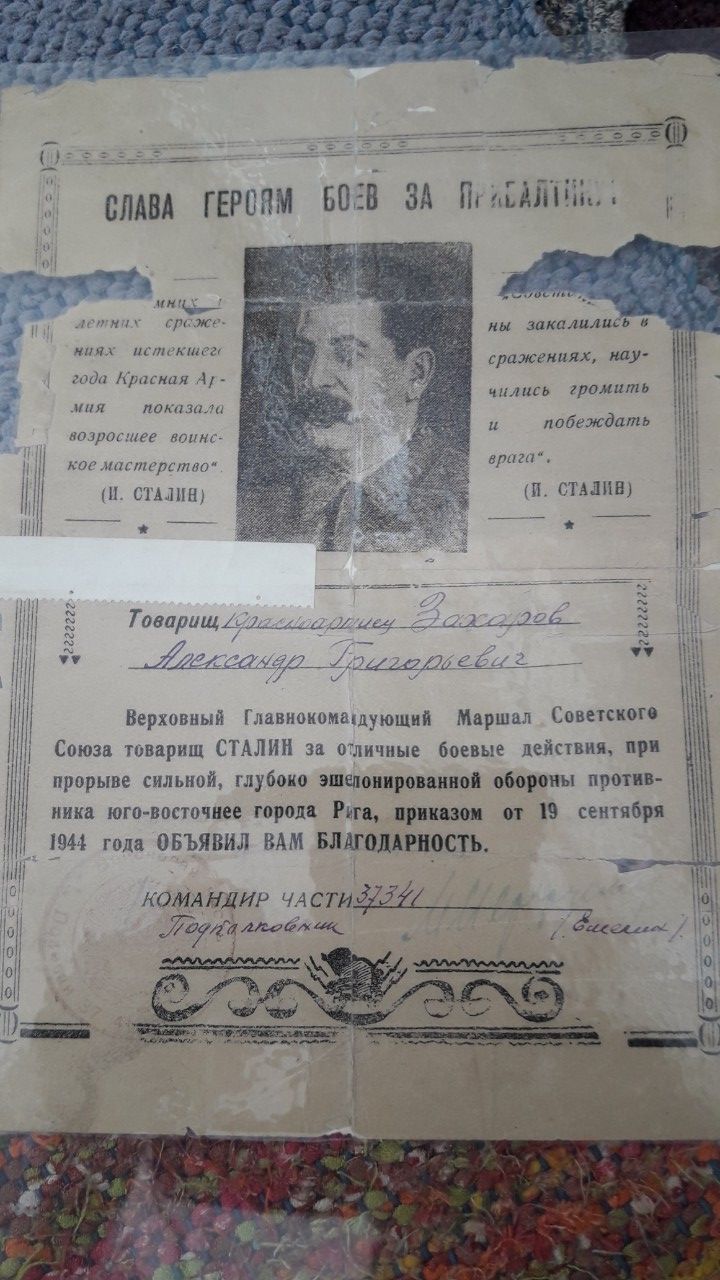 СЛАВА ГЕРОЯМ БОЕВ ЗА ПРИБАЛТИКУ
летних сраже-
ниях истекшего
года Красная Ар-
мия показала
возросшее воинс-
кое мастерство"
(И. СТАЛИН)
ны закалились в
сражениях, нау-
чились громить
и побеждать
врага".
(И. СТАЛИН)
Товарищ Красноармеец Захаров
Александр Григорьевич
Верховный Главнокомандующий Маршал Советского
Союза товарищ СТАЛИН за отличные боевые действия, при
прорыве сильной, глубоко эшелонированной обороны против-
ника юго-восточнее города Рига, приказом от 19 сентября
1944 года ОБЪЯВИЛ ВАМ БЛАГОДАРНОСТЬ.
КОМАНДИР ЧАСТИ 37341
Подполковник